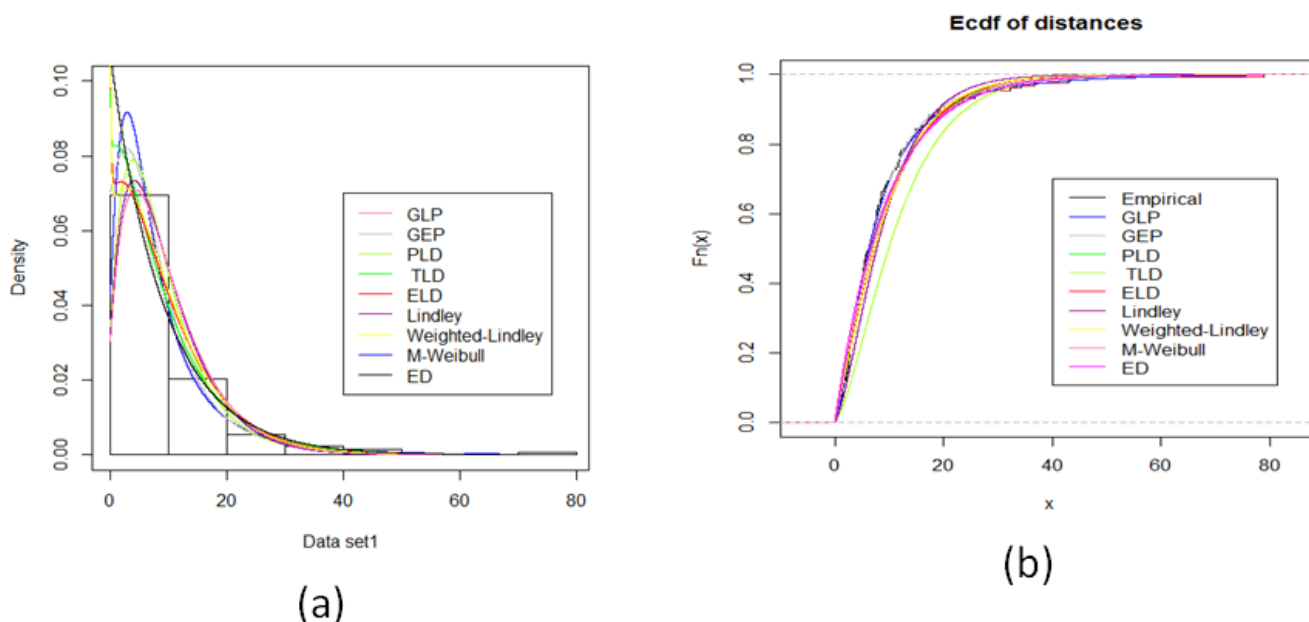 Density
0.00 0.02 0.04 0.06 0.08 0.10
GLP
GEP
PLD
TLD
ELD
Lindley
Weighted-Lindley
M-Weibull
ED
0 20 40 60 80
Data set1
(a)
Ecdf of distances
Fn(x)
0.0 0.2 0.4 0.6 0.8 1.0
Empirical
GLP
GEP
PLD
TLD
ELD
Lindley
Weighted-Lindley
M-Weibull
ED
0 20 40 60 80
x
(b)